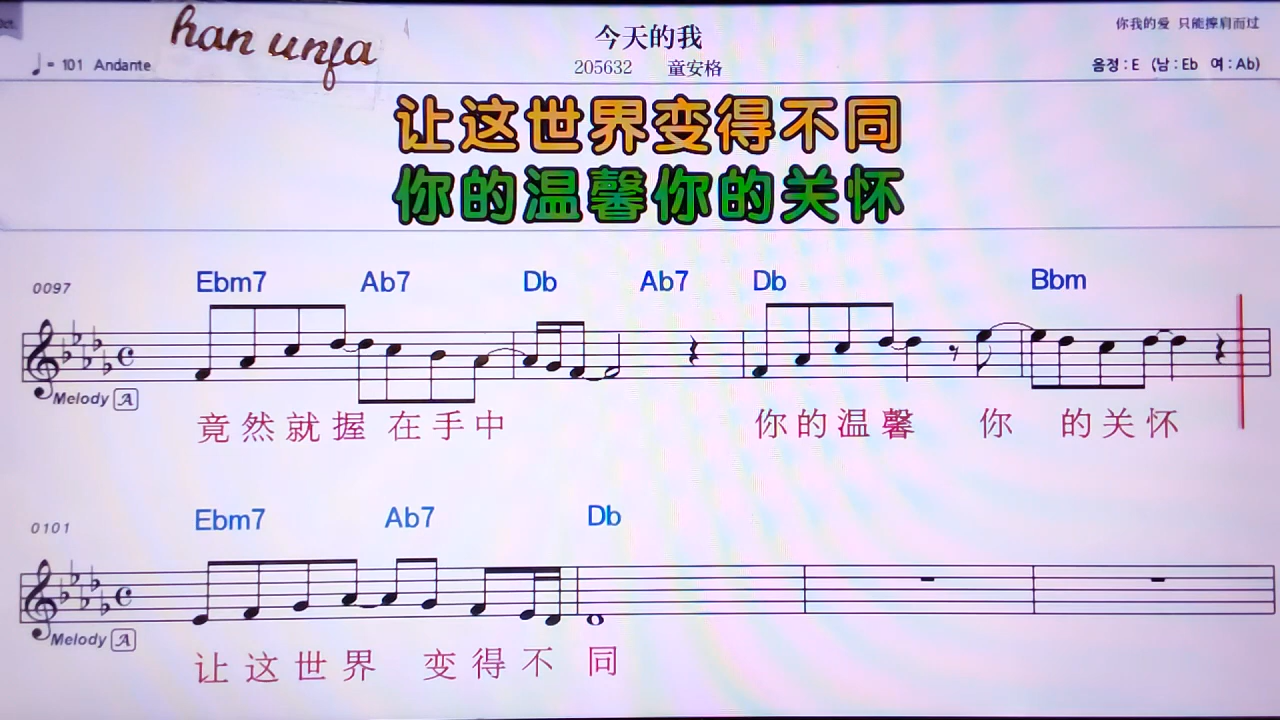 han unfa
今天的我
你我的爱 只能擦肩而过
♩= 101 Andante
205632 童安格
음정 : E (남 : Eb 여 : Ab)
让这世界变得不同
你的温馨你的关怀
0097
Ebm7 Ab7 Db Ab7 Db Bbm
Melody A
竟然就握 在手中 你的温馨 你 的关怀
0101
Ebm7 Ab7 Db
Melody A
让这世界 变得不 同